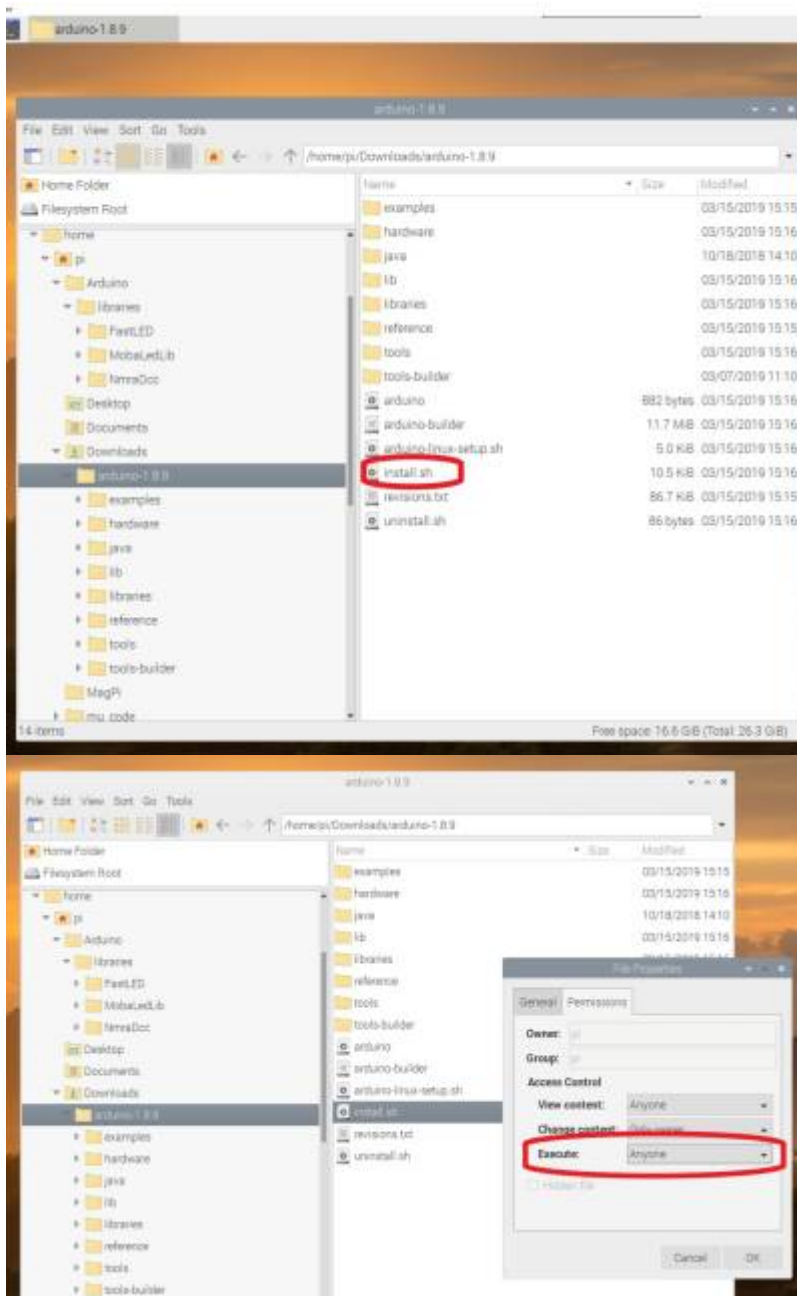 arduino-1.8.9
arduino-1.8.9
File Edit View Sort Go Tools
/home/pi/Downloads/arduino-1.8.9
Home Folder
Filesystem Root
home
pi
Arduino
libraries
FastLED
MobaLedLib
NmraDcc
Desktop
Documents
Downloads
arduino-1.8.9
examples
hardware
java
lib
libraries
reference
tools
tools-builder
MagPi
mu_code
Name Size Modified
examples 03/15/2019 15:15
hardware 03/15/2019 15:16
java 10/18/2018 14:10
lib 03/15/2019 15:16
libraries 03/15/2019 15:16
reference 03/15/2019 15:15
tools 03/15/2019 15:16
tools-builder 03/07/2019 11:10
arduino 882 bytes 03/15/2019 15:16
arduino-builder 11.7 MiB 03/15/2019 15:16
arduino-linux-setup.sh 5.0 KiB 03/15/2019 15:16
install.sh 10.5 KiB 03/15/2019 15:16
revisions.txt 86.7 KiB 03/15/2019 15:15
uninstall.sh 86 bytes 03/15/2019 15:16
14 items Free space: 16.6 GiB (Total: 26.3 GiB)
arduino-1.8.9
File Edit View Sort Go Tools
/home/pi/Downloads/arduino-1.8.9
Home Folder
Filesystem Root
home
pi
Arduino
libraries
FastLED
MobaLedLib
NmraDcc
Desktop
Documents
Downloads
arduino-1.8.9
examples
hardware
java
lib
libraries
reference
tools
tools-builder
Name Size Modified
examples 03/15/2019 15:15
hardware 03/15/2019 15:16
java 10/18/2018 14:10
lib 03/15/2019 15:16
libraries
reference
tools
tools-builder
arduino
arduino-builder
arduino-linux-setup.sh
install.sh
revisions.txt
uninstall.sh
File Properties
General Permissions
Owner:
Group:
Access Control
View content: Anyone
Change content: Only owner
Execute: Anyone
Hidden file
Cancel OK